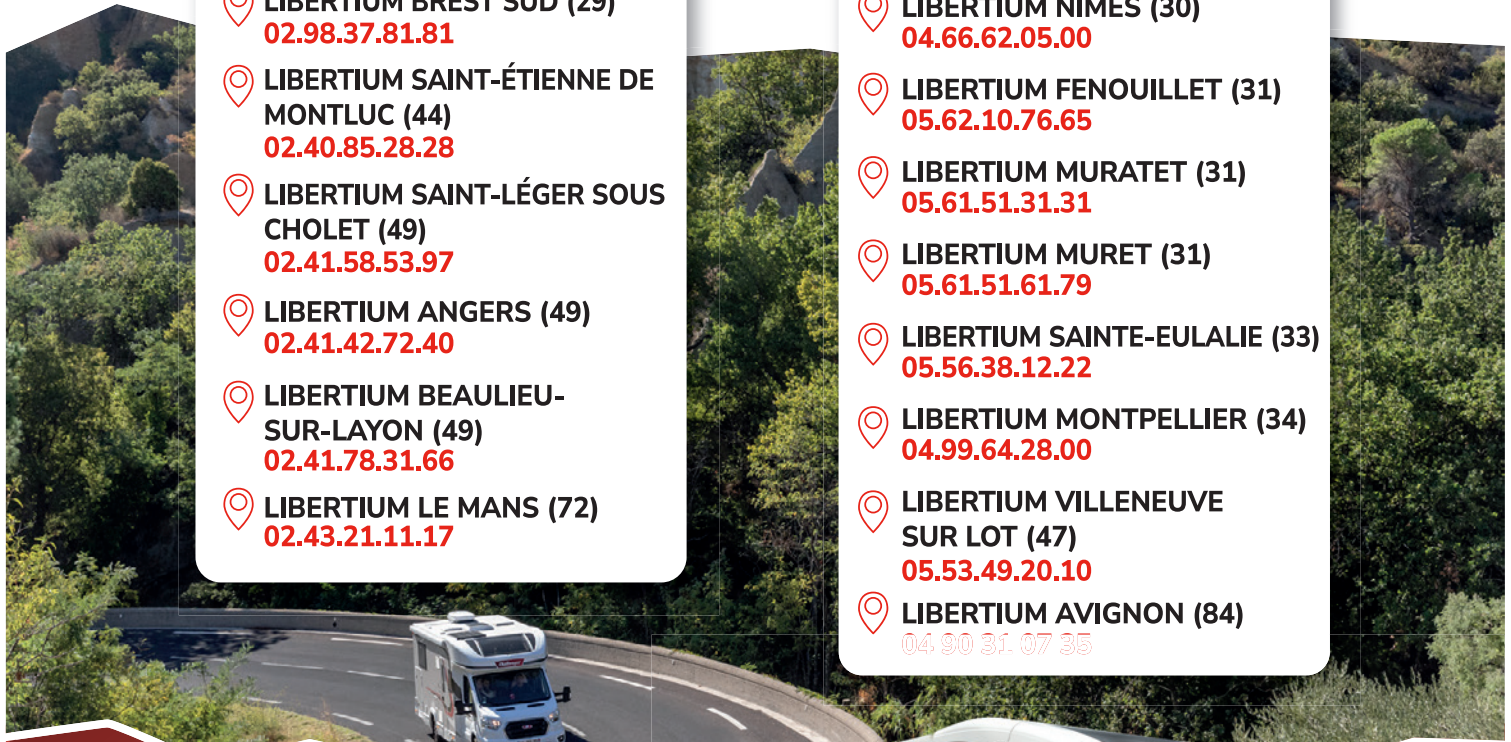 LIBERTIUM BREST SUD (29)
02.98.37.81.81
LIBERTIUM SAINT-ÉTIENNE DE
MONTLUC (44)
02.40.85.28.28
LIBERTIUM SAINT-LÉGER SOUS
CHOLET (49)
02.41.58.53.97
LIBERTIUM ANGERS (49)
02.41.42.72.40
LIBERTIUM BEAULIEU-
SUR-LAYON (49)
02.41.78.31.66
LIBERTIUM LE MANS (72)
02.43.21.11.17
LIBERTIUM NIMES (30)
04.66.62.05.00
LIBERTIUM FENOUILLET (31)
05.62.10.76.65
LIBERTIUM MURATET (31)
05.61.51.31.31
LIBERTIUM MURET (31)
05.61.51.61.79
LIBERTIUM SAINTE-EULALIE (33)
05.56.38.12.22
LIBERTIUM MONTPELLIER (34)
04.99.64.28.00
LIBERTIUM VILLENEUVE
SUR LOT (47)
05.53.49.20.10
LIBERTIUM AVIGNON (84)
04 90 31 07 35